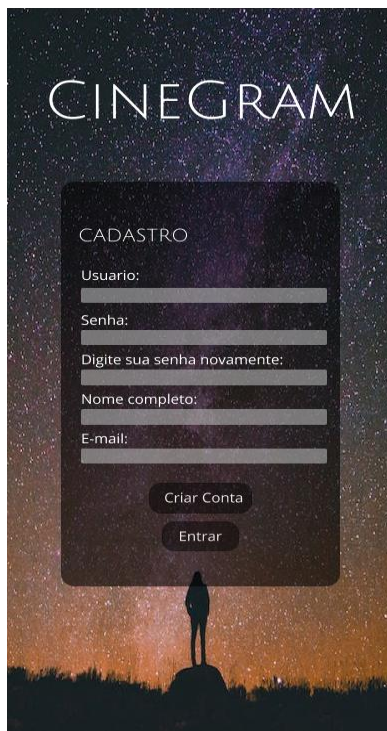 CINEGRAM
CADASTRO
Usuario:
Senha:
Digite sua senha novamente:
Nome completo:
E-mail:
Criar Conta
Entrar